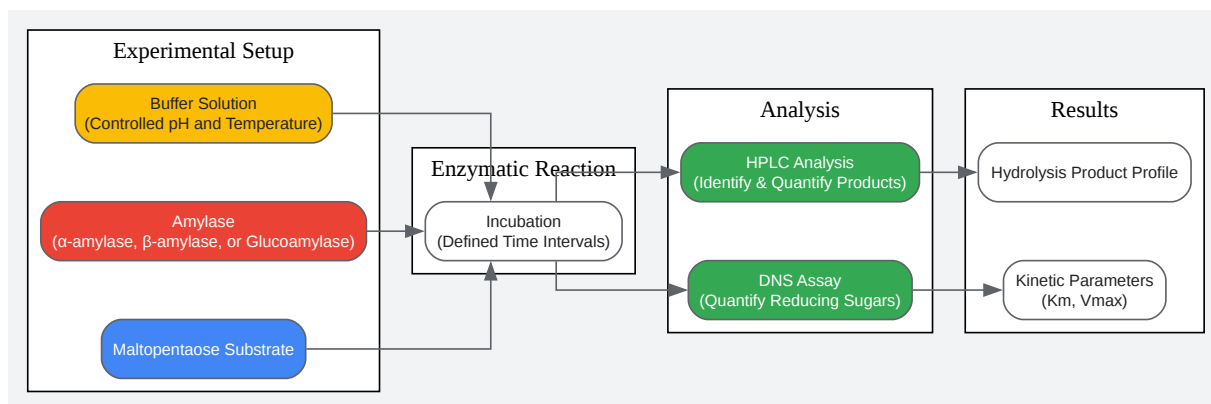 Experimental Setup
Buffer Solution
(Controlled pH and Temperature)
Amylase
(α-amylase, β-amylase, or Glucoamylase)
Maltopentaose Substrate
Enzymatic Reaction
Incubation
(Defined Time Intervals)
Analysis
HPLC Analysis
(Identify & Quantify Products)
DNS Assay
(Quantify Reducing Sugars)
Results
Hydrolysis Product Profile
Kinetic Parameters
(Km, Vmax)